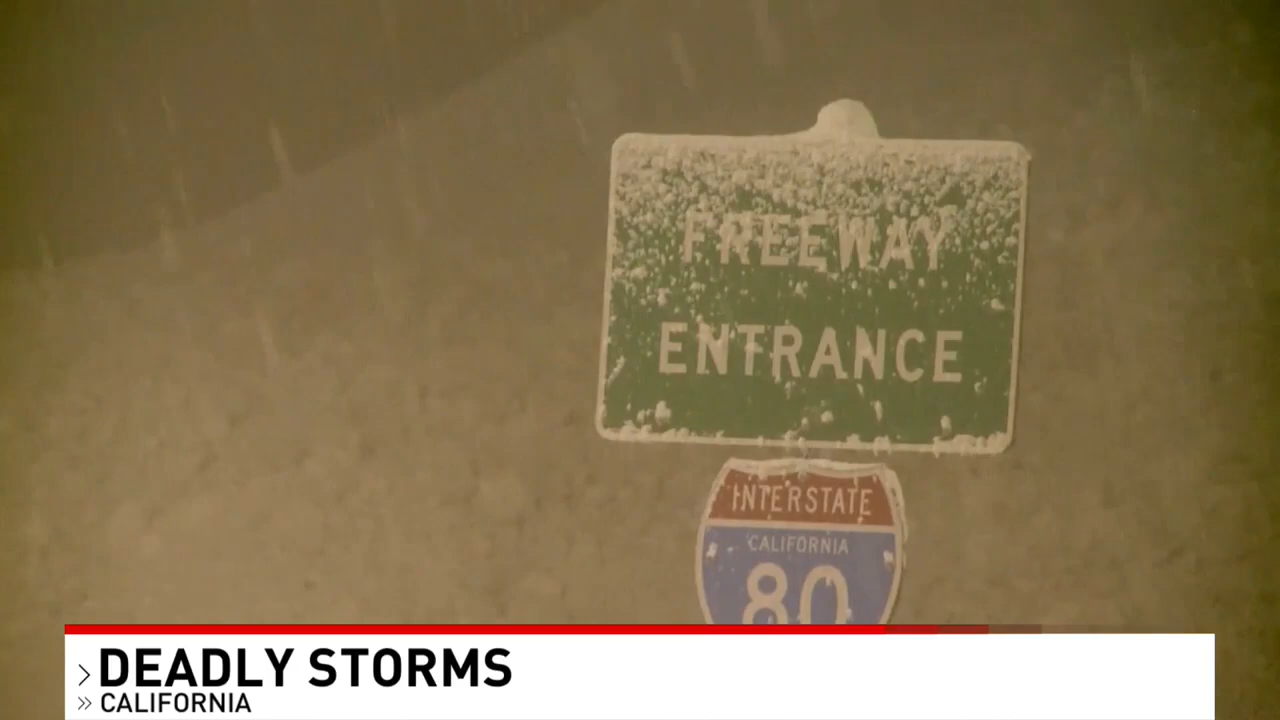 FREEWAY
ENTRANCE
INTERSTATE
CALIFORNIA
80
> DEADLY STORMS
» CALIFORNIA